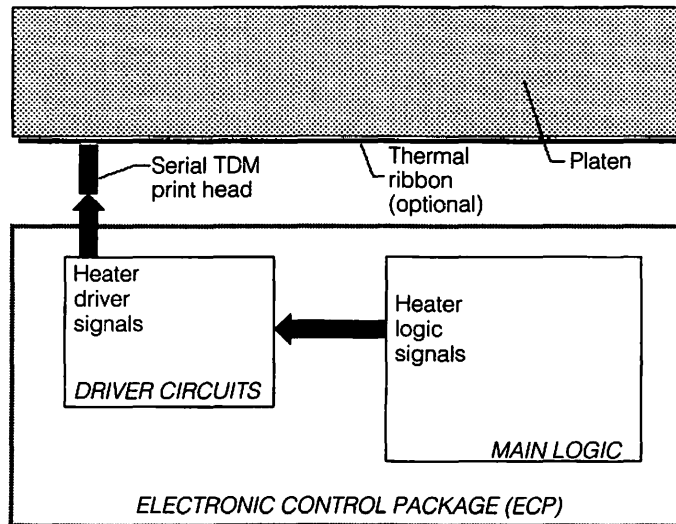 Serial TDM
print head
Thermal
ribbon
(optional)
Platen
Heater
driver
signals
DRIVER CIRCUITS
Heater
logic
signals
MAIN LOGIC
ELECTRONIC CONTROL PACKAGE (ECP)